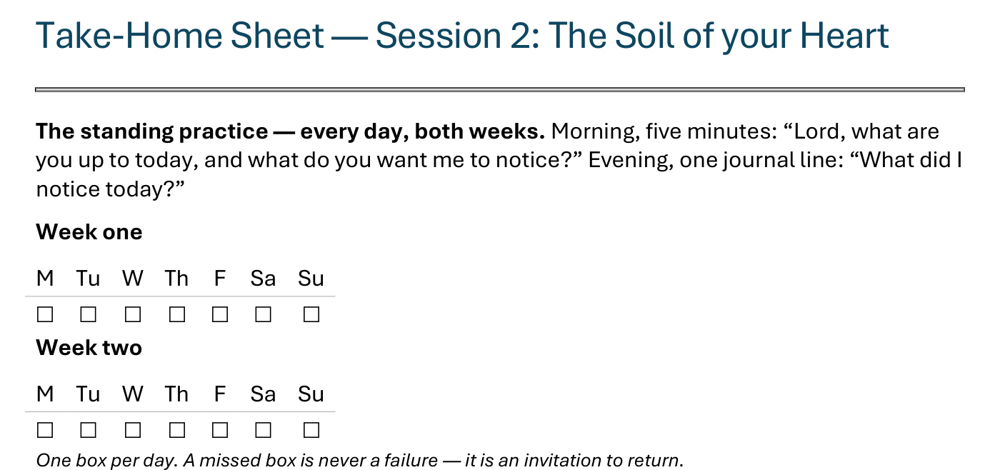 Take-Home Sheet — Session 2: The Soil of your Heart
The standing practice — every day, both weeks. Morning, five minutes: “Lord, what are
you up to today, and what do you want me to notice?” Evening, one journal line: “What did I
notice today?”
Week one
M Tu W Th F Sa Su
☐ ☐ ☐ ☐ ☐ ☐ ☐
Week two
M Tu W Th F Sa Su
☐ ☐ ☐ ☐ ☐ ☐ ☐
One box per day. A missed box is never a failure — it is an invitation to return.